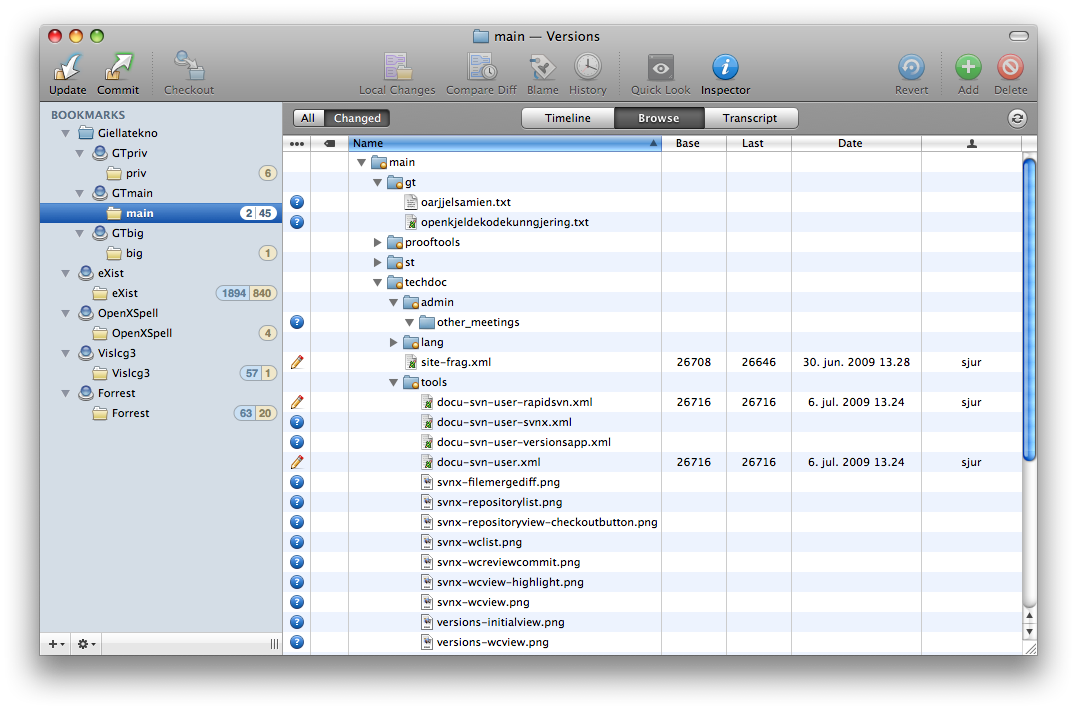 main — Versions
Update Commit Checkout Local Changes Compare Diff Blame History Quick Look Inspector Revert Add Delete
BOOKMARKS
Giellatekno
GTpriv
priv 6
GTmain
main 2 45
GTbig
big 1
eXist
eXist 1894 840
OpenXSpell
OpenXSpell 4
Vislcg3
Vislcg3 57 1
Forrest
Forrest 63 20
All Changed Timeline Browse Transcript
Name Base Last Date
main
gt
oarjjelsamien.txt
openkjeldekodekunngjering.txt
prooftools
st
techdoc
admin
other_meetings
lang
site-frag.xml 26708 26646 30. jun. 2009 13.28 sjur
tools
docu-svn-user-rapidsvn.xml 26716 26716 6. jul. 2009 13.24 sjur
docu-svn-user-svnx.xml
docu-svn-user-versionsapp.xml
docu-svn-user.xml 26716 26716 6. jul. 2009 13.24 sjur
svnx-filemergediff.png
svnx-repositorylist.png
svnx-repositoryview-checkoutbutton.png
svnx-wclist.png
svnx-wcreviewcommit.png
svnx-wcview-highlight.png
svnx-wcview.png
versions-initialview.png
versions-wcview.png